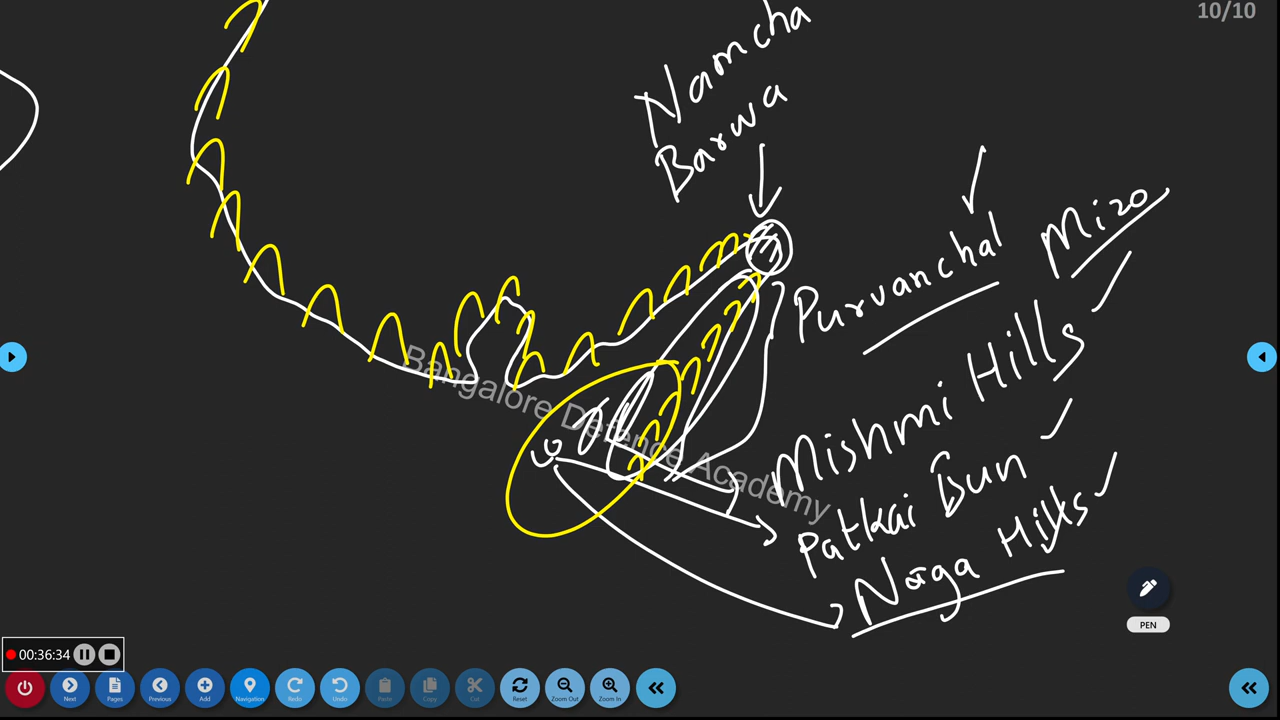 10/10
Namcha
Barwa
Purvanchal
Mizo
Mishmi Hills
Patkai Bun
Naga Hills
Bangalore Defence Academy
PEN
00:36:34
Next
Pages
Previous
Add
Navigation
Redo
Undo
Paste
Copy
Cut
Reset
Zoom Out
Zoom In